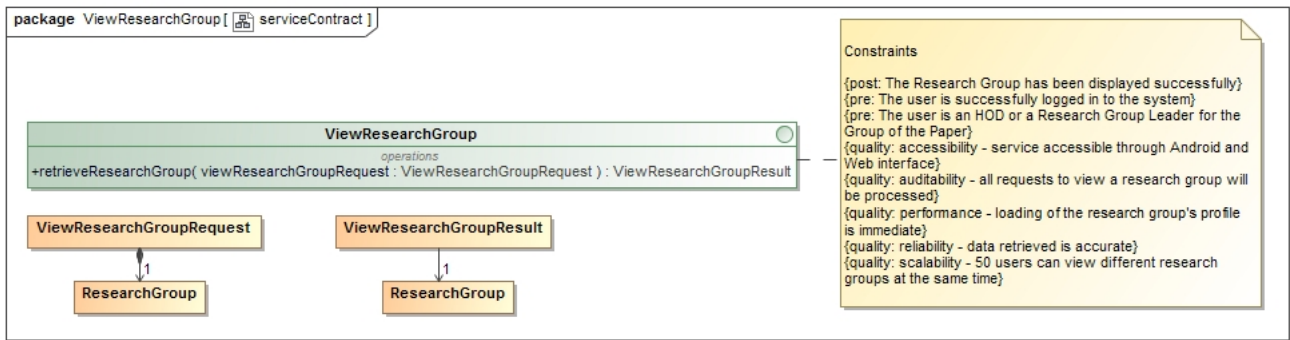 package ViewResearchGroup [ serviceContract ]
ViewResearchGroup
operations
+retrieveResearchGroup( viewResearchGroupRequest : ViewResearchGroupRequest ) : ViewResearchGroupResult
ViewResearchGroupRequest
1
ResearchGroup
ViewResearchGroupResult
1
ResearchGroup
Constraints
{post: The Research Group has been displayed successfully}
{pre: The user is successfully logged in to the system}
{pre: The user is an HOD or a Research Group Leader for the
Group of the Paper}
{quality: accessibility - service accessible through Android and
Web interface}
{quality: auditability - all requests to view a research group will
be processed}
{quality: performance - loading of the research group's profile
is immediate}
{quality: reliability - data retrieved is accurate}
{quality: scalability - 50 users can view different research
groups at the same time}